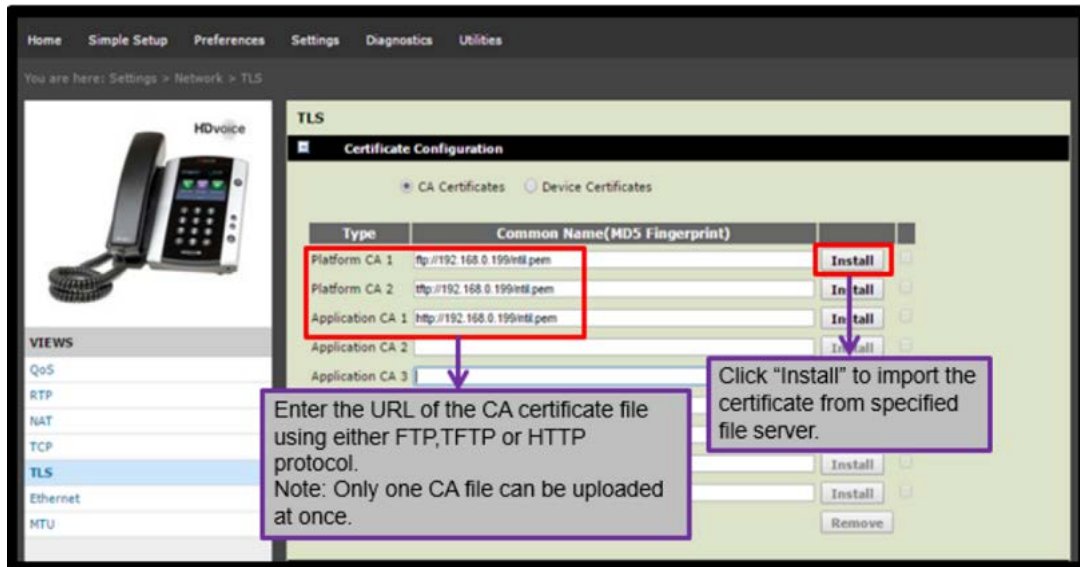 Home Simple Setup Preferences Settings Diagnostics Utilities
You are here: Settings > Network > TLS
HDvoice
TLS
Certificate Configuration
CA Certificates Device Certificates
Type Common Name(MD5 Fingerprint)
Platform CA 1 ftp://192.168.0.199/ntil.pem Install
Platform CA 2 tftp://192.168.0.199/ntil.pem Install
Application CA 1 http://192.168.0.199/ntil.pem Install
Application CA 2 Install
Application CA 3
Click "Install" to import the
certificate from specified
file server.
Enter the URL of the CA certificate file
using either FTP,TFTP or HTTP
protocol.
Note: Only one CA file can be uploaded
at once.
Install
Install
Remove
VIEWS
QoS
RTP
NAT
TCP
TLS
Ethernet
MTU